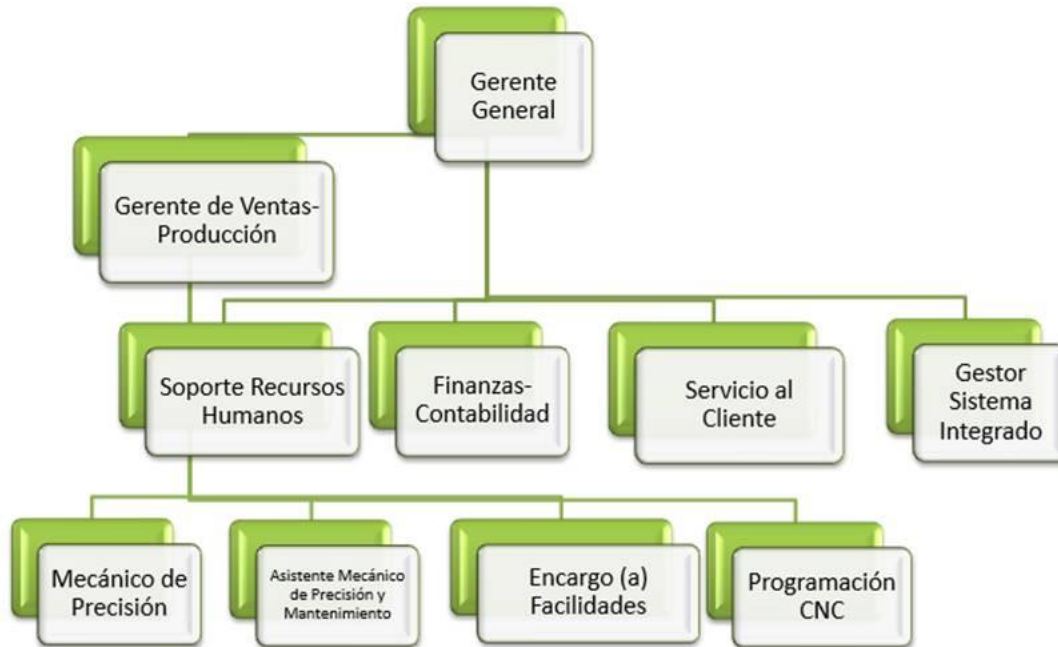 Gerente
General
Gerente de Ventas-
Producción
Soporte Recursos
Humanos
Finanzas-
Contabilidad
Servicio al
Cliente
Gestor
Sistema
Integrado
Mecánico de
Precisión
Asistente Mecánico
de Precisión y
Mantenimiento
Encargo (a)
Facilidades
Programación
CNC